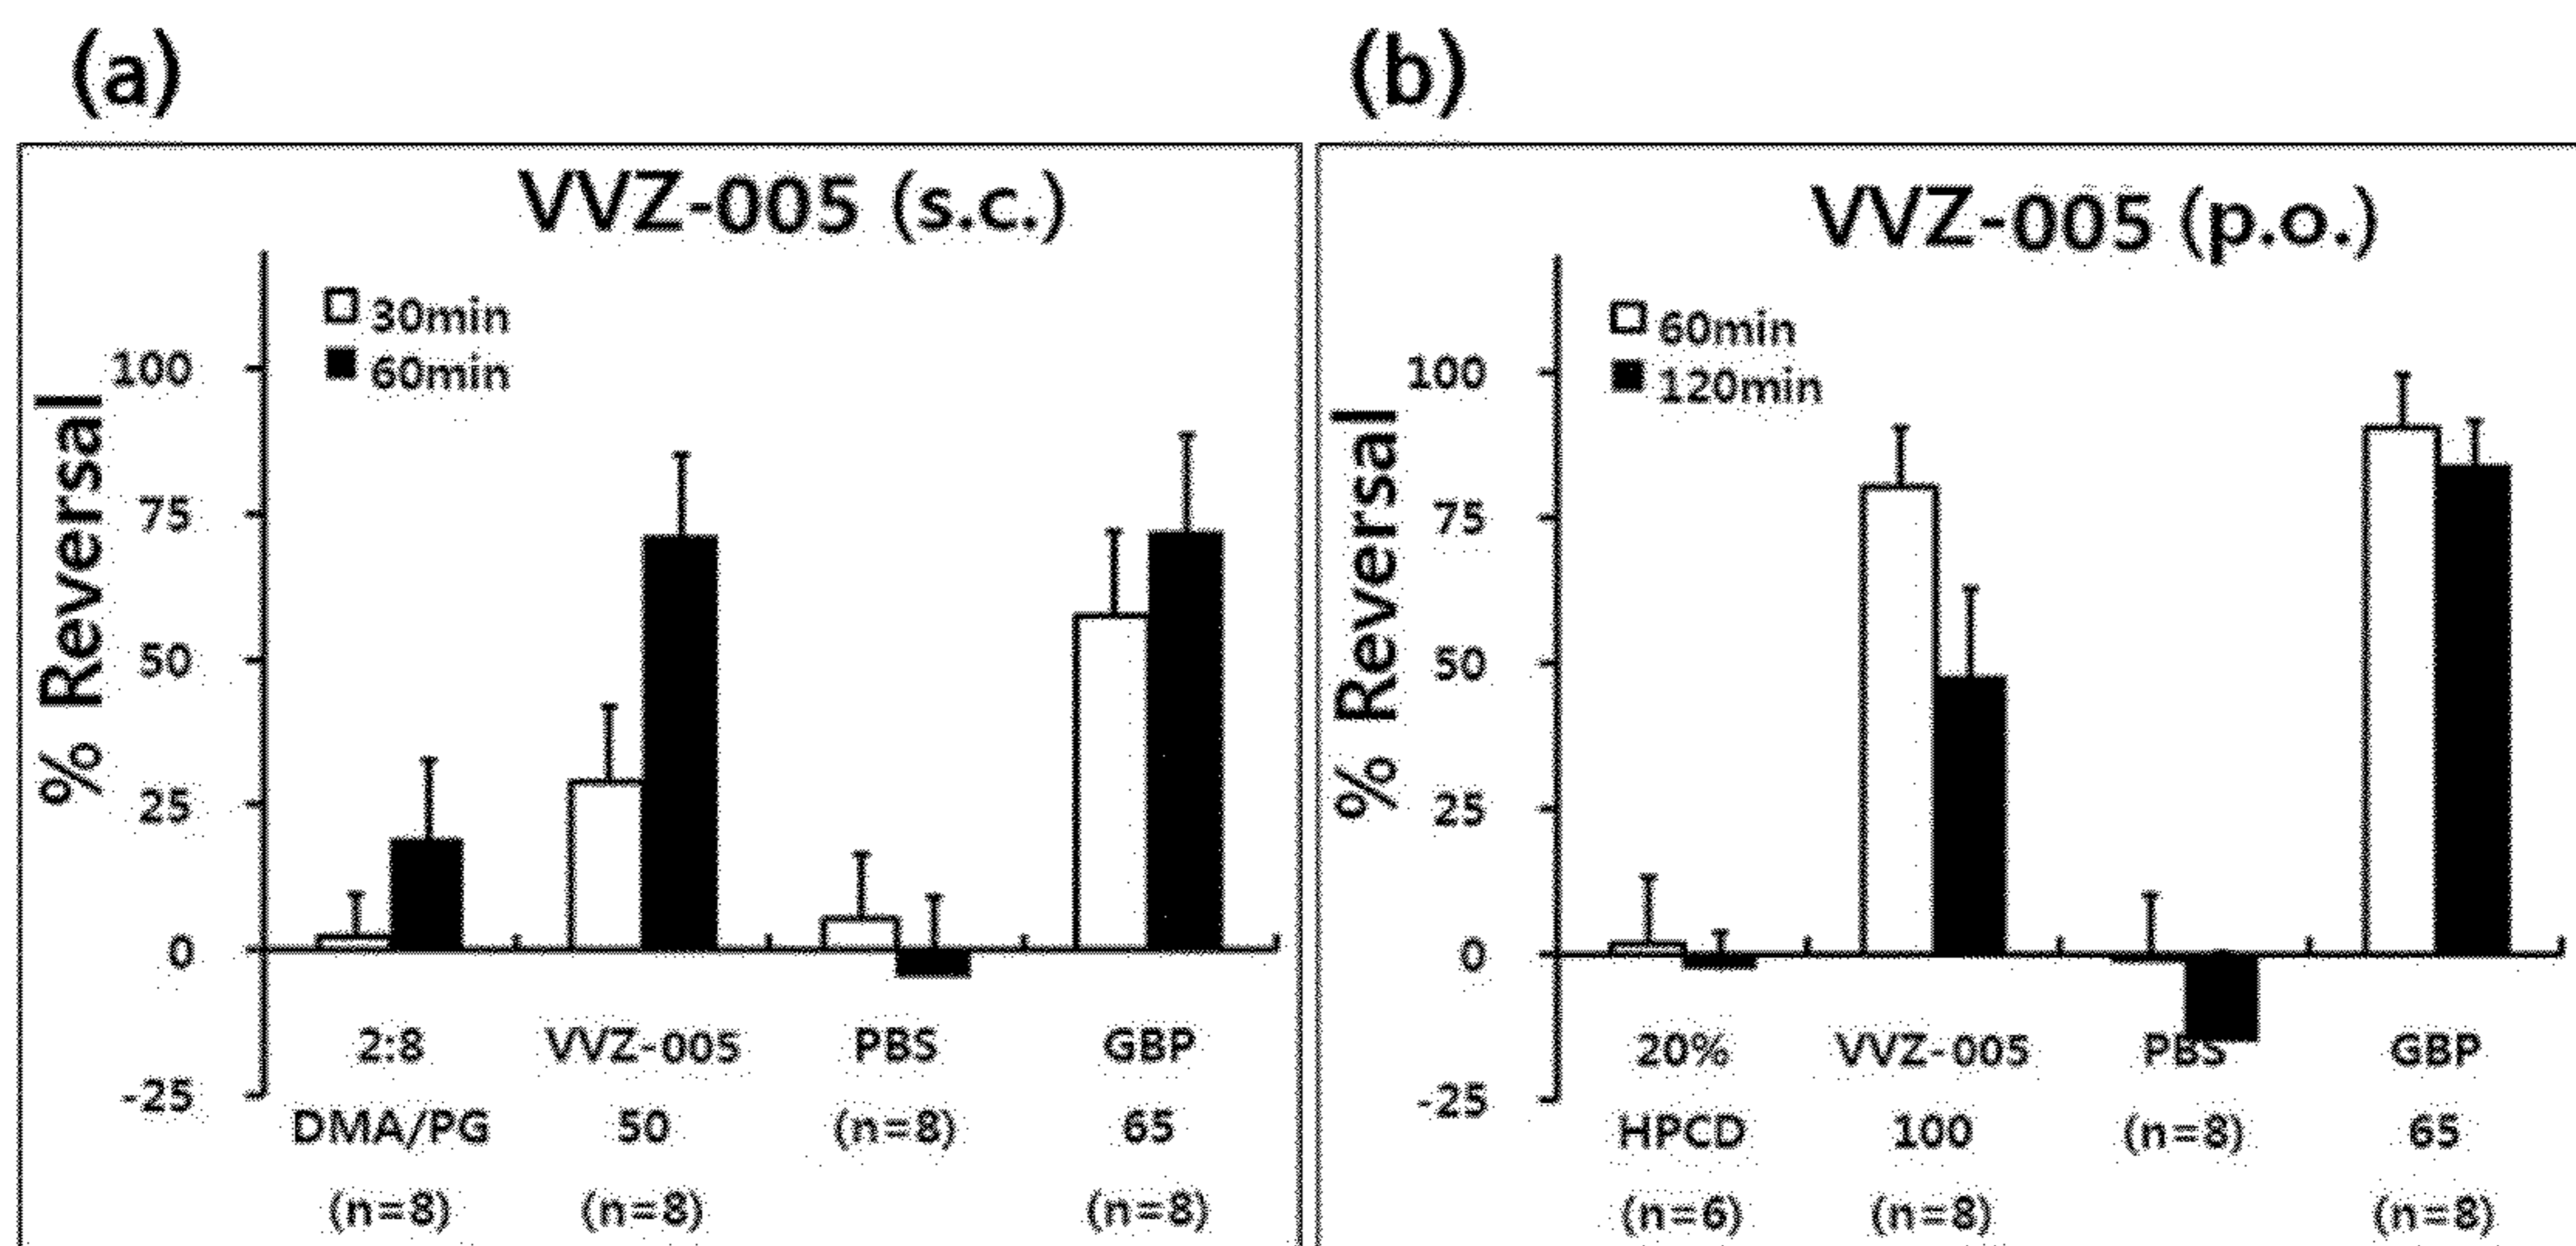 (a)
VVZ-005 (s.c.)
30min
60min
% Reversal
100
75
50
25
0
-25
2:8 VVZ-005 PBS GBP
DMA/PG 50 (n=8) 65
(n=8) (n=8) (n=8)
(b)
VVZ-005 (p.o.)
60min
120min
% Reversal
100
75
50
25
0
-25
20% VVZ-005 PBS GBP
HPCD 100 (n=8) 65
(n=6) (n=8) (n=8)